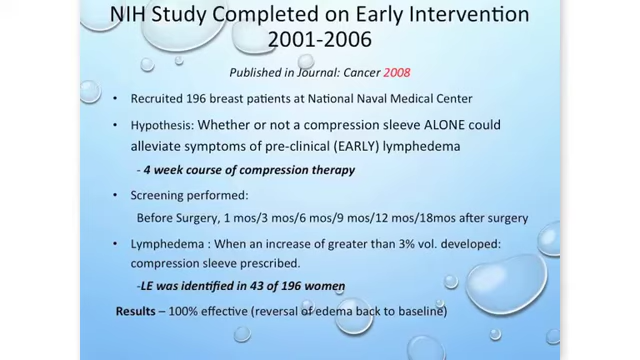 NIH Study Completed on Early Intervention
2001-2006
Published in Journal: Cancer 2008
• Recruited 196 breast patients at National Naval Medical Center
• Hypothesis: Whether or not a compression sleeve ALONE could
alleviate symptoms of pre-clinical (EARLY) lymphedema
- 4 week course of compression therapy
• Screening performed:
Before Surgery, 1 mos/3 mos/6 mos/9 mos/12 mos/18mos after surgery
• Lymphedema : When an increase of greater than 3% vol. developed:
compression sleeve prescribed.
-LE was identified in 43 of 196 women
Results – 100% effective (reversal of edema back to baseline)